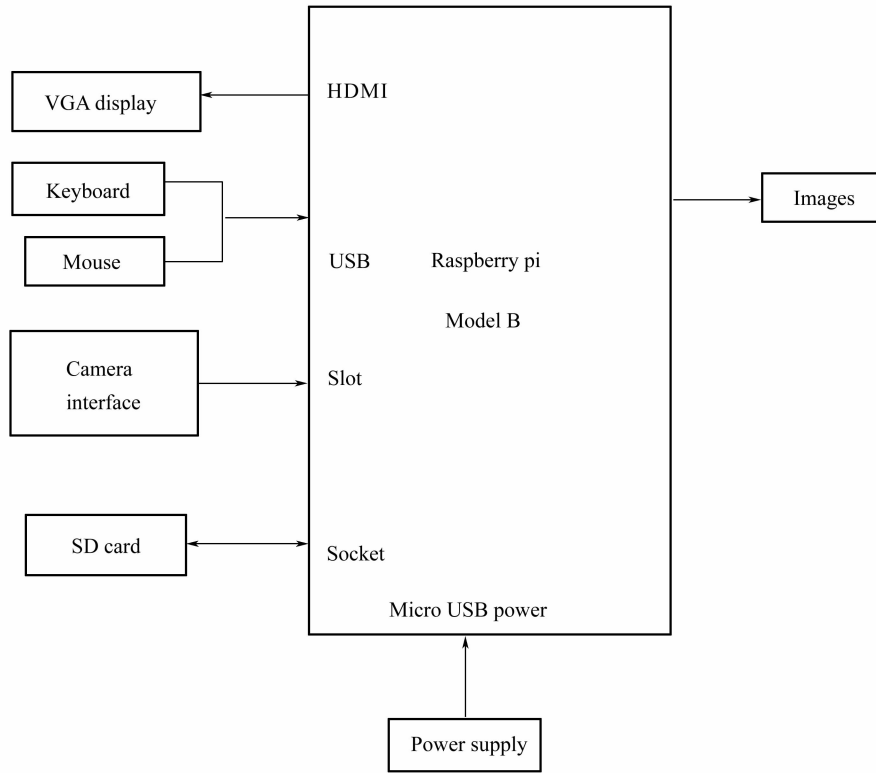 HDMI
VGA display
Keyboard
Images
Mouse
USB
Raspberry pi
Model B
Camera
interface
Slot
SD card
Socket
Micro USB power
Power supply